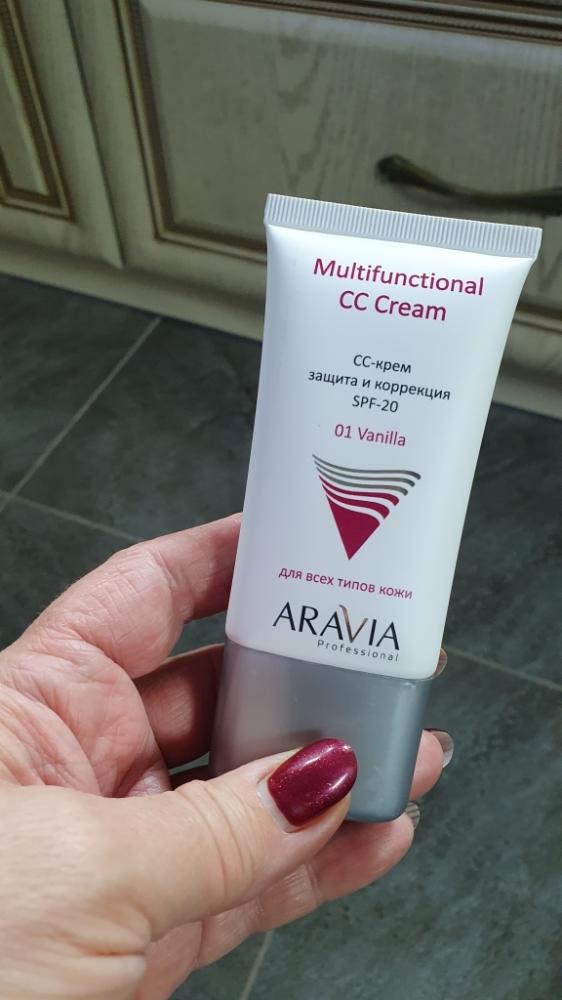 Multifunctional
CC Cream
СС-крем
защита и коррекция
SPF-20
01 Vanilla
для всех типов кожи
ARAVIA
Professional